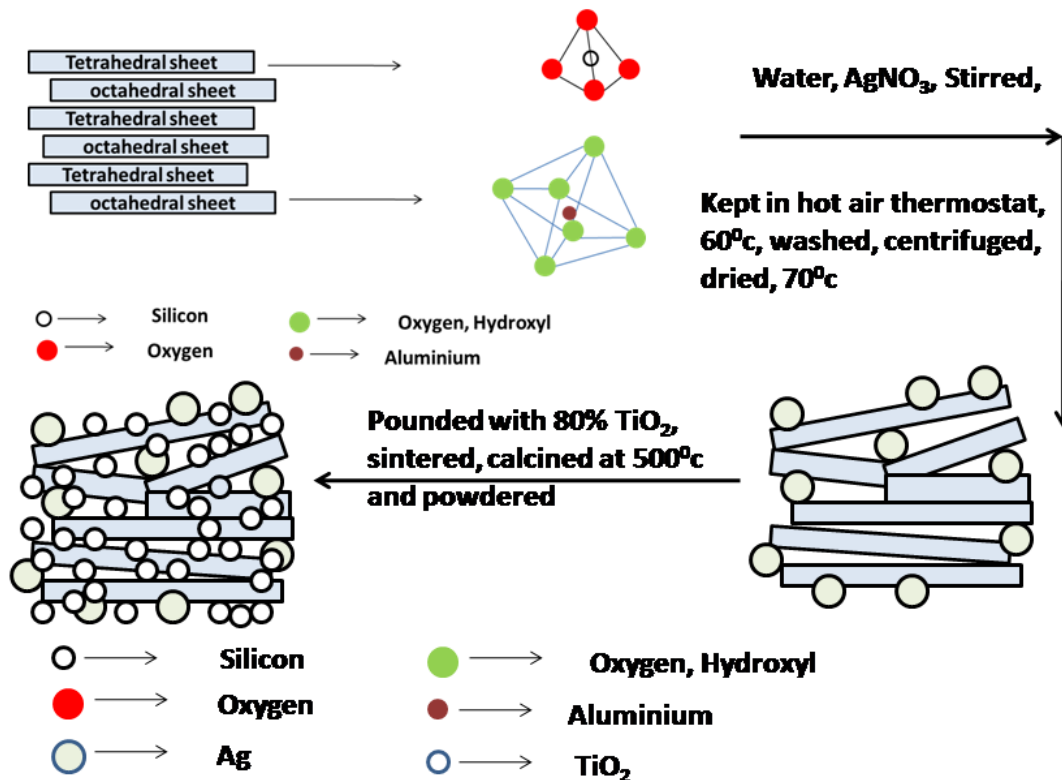 Tetrahedral sheet
octahedral sheet
Tetrahedral sheet
octahedral sheet
Tetrahedral sheet
octahedral sheet
Water, AgNO₃, Stirred,
Kept in hot air thermostat,
60⁰c, washed, centrifuged,
dried, 70⁰c
Silicon
Oxygen, Hydroxyl
Oxygen
Aluminium
Pounded with 80% TiO₂,
sintered, calcined at 500⁰c
and powdered
Silicon
Oxygen, Hydroxyl
Oxygen
Aluminium
Ag
TiO₂